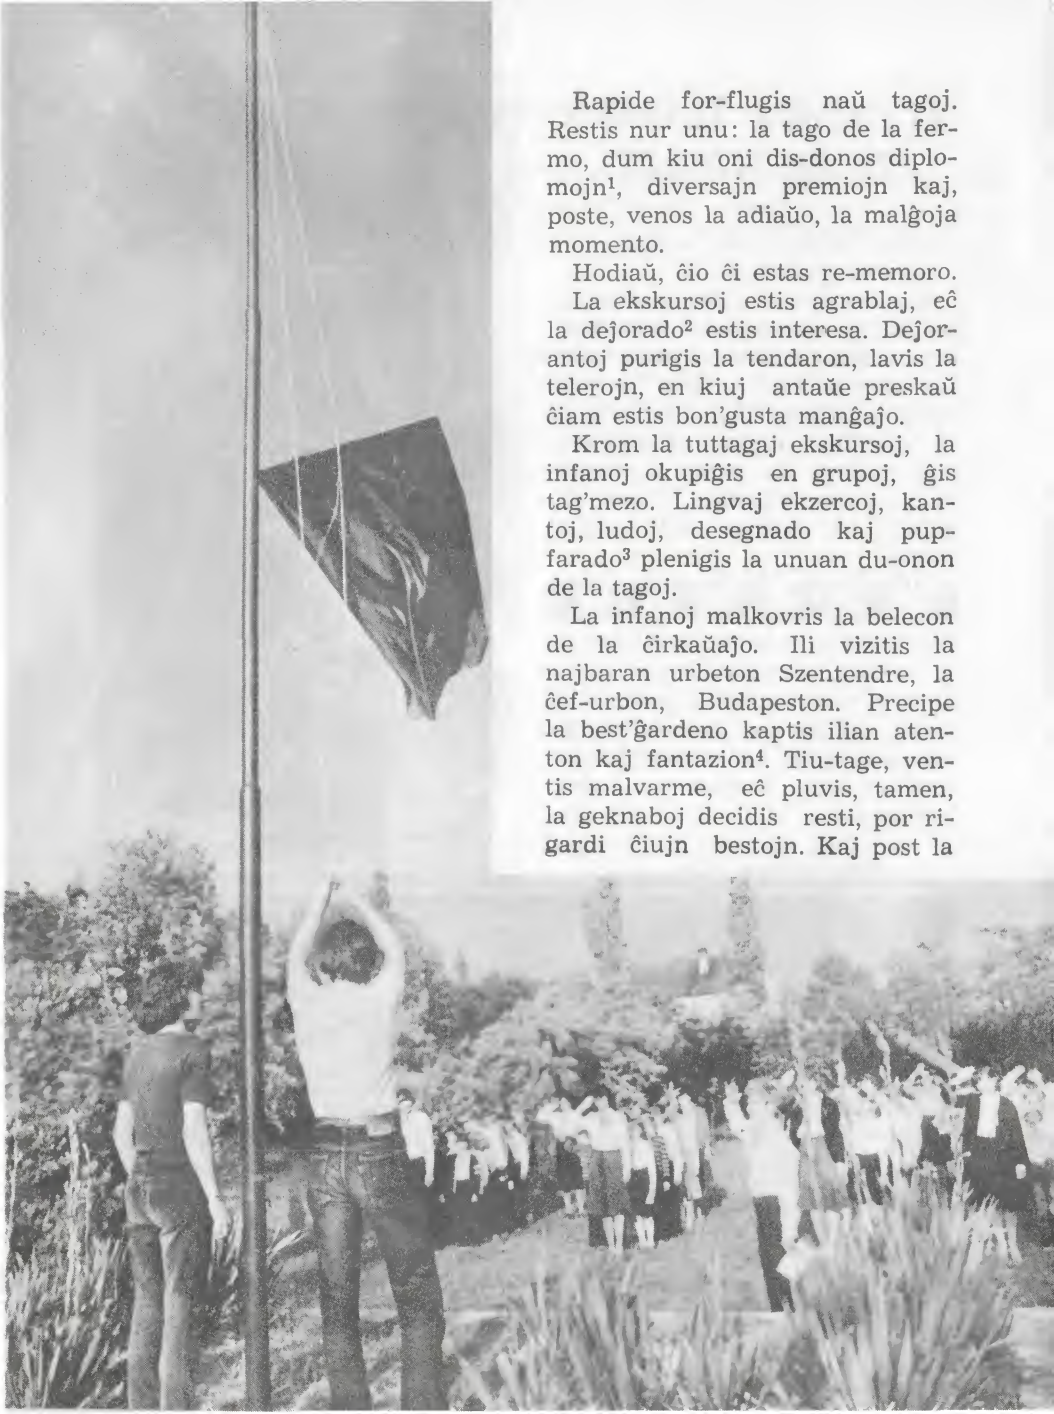 Rapide for-flugis naŭ tagoj.
Restis nur unu: la tago de la fer-
mo, dum kiu oni dis-donos diplo-
mojn¹, diversajn premiojn kaj,
poste, venos la adiaŭo, la malĝoja
momento.
Hodiaŭ, ĉio ĉi estas re-memoro.
La ekskursoj estis agrablaj, eĉ
la deĵorado² estis interesa. Deĵor-
antoj purigis la tendaron, lavis la
telerojn, en kiuj antaŭe preskaŭ
ĉiam estis bon'gusta manĝaĵo.
Krom la tuttagaj ekskursoj, la
infanoj okupiĝis en grupoj, ĝis
tag'mezo. Lingvaj ekzercoj, kan-
toj, ludoj, desegnado kaj pup-
farado³ plenigis la unuan du-onon
de la tagoj.
La infanoj malkovris la belecon
de la ĉirkaŭaĵo. Ili vizitis la
najbaran urbeton Szentendre, la
ĉef-urbon, Budapeston. Precipe
la best'ĝardeno kaptis ilian aten-
ton kaj fantazion⁴. Tiu-tage, ven-
tis malvarme, eĉ pluvis, tamen,
la geknaboj decidis resti, por ri-
gardi ĉiujn bestojn. Kaj post la